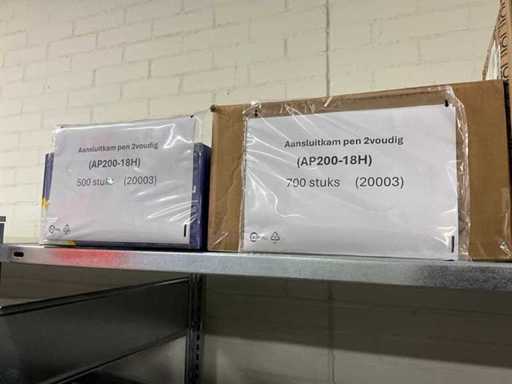 Aansluitkam pen 2voudig
(AP200-18H)
500 stuks (20003)
Aansluitkam pen 2voudig
(AP200-18H)
700 stuks (20003)